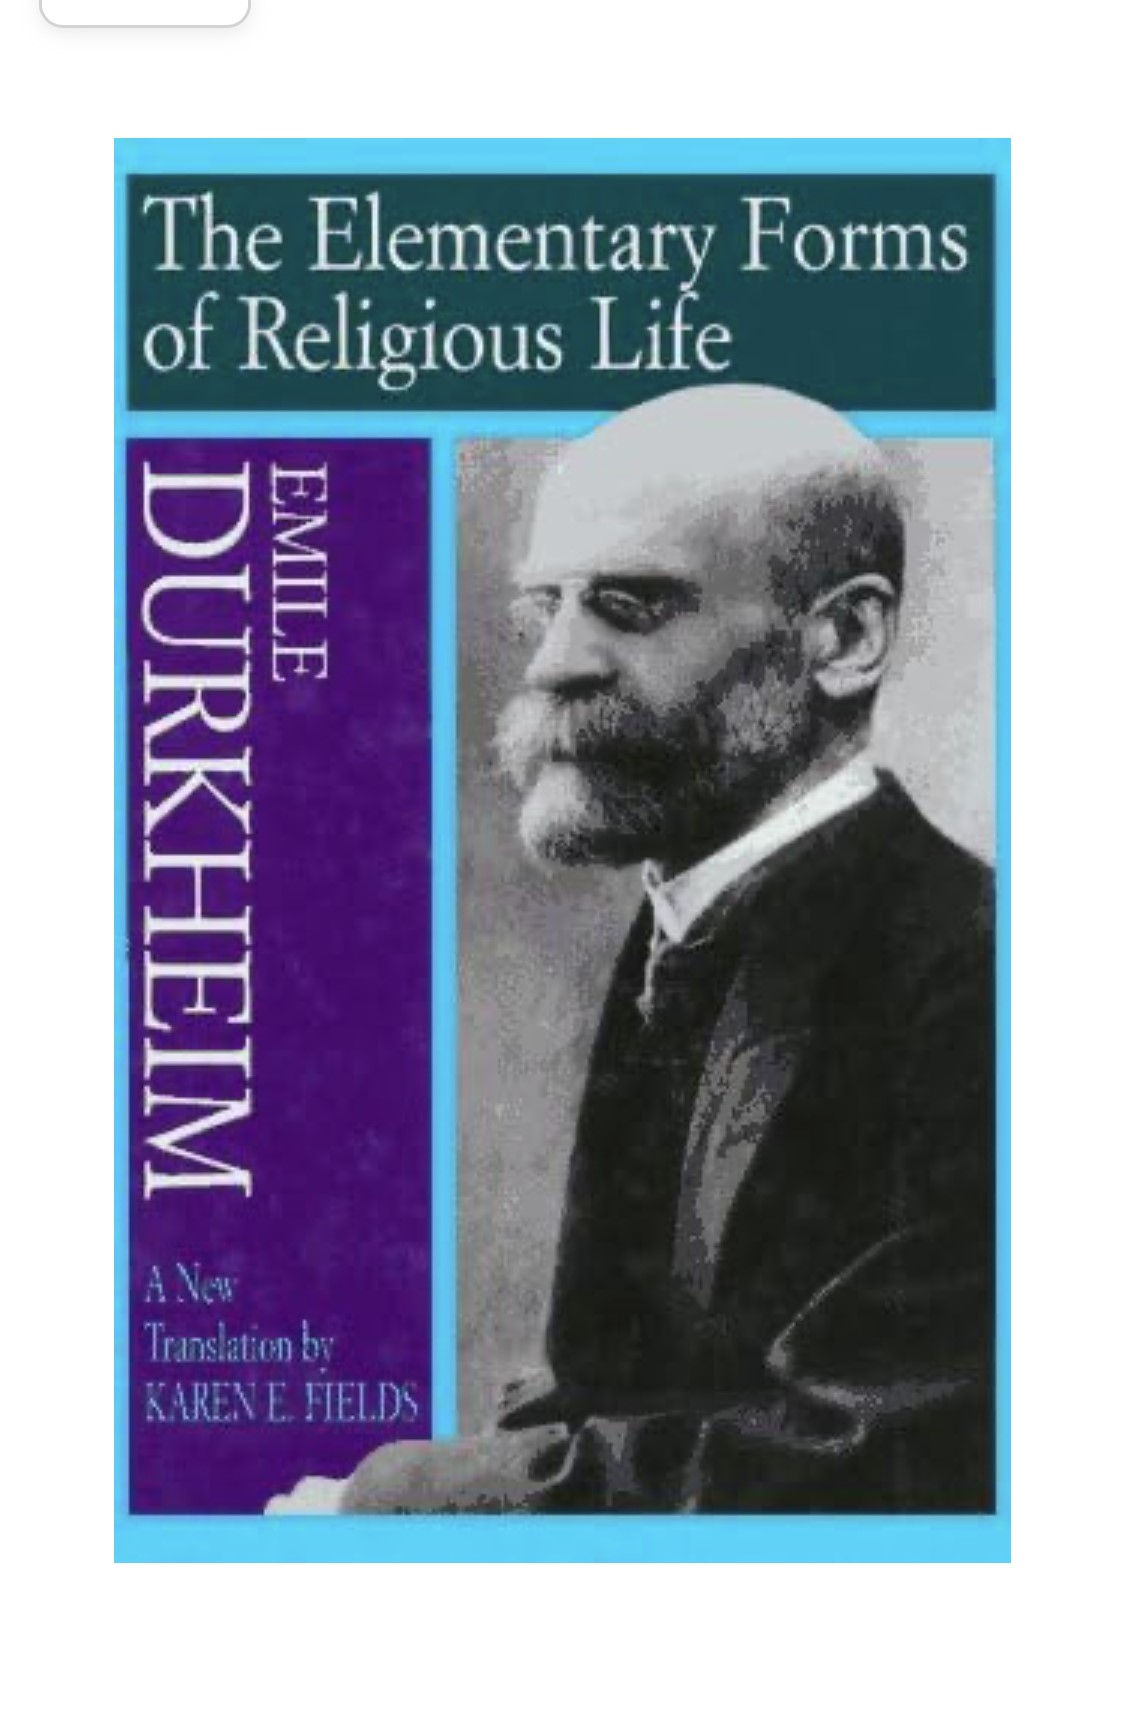 The Elementary Forms
of Religious Life
EMILE
DURKHEIM
A New
Translation by
KAREN E. FIELDS